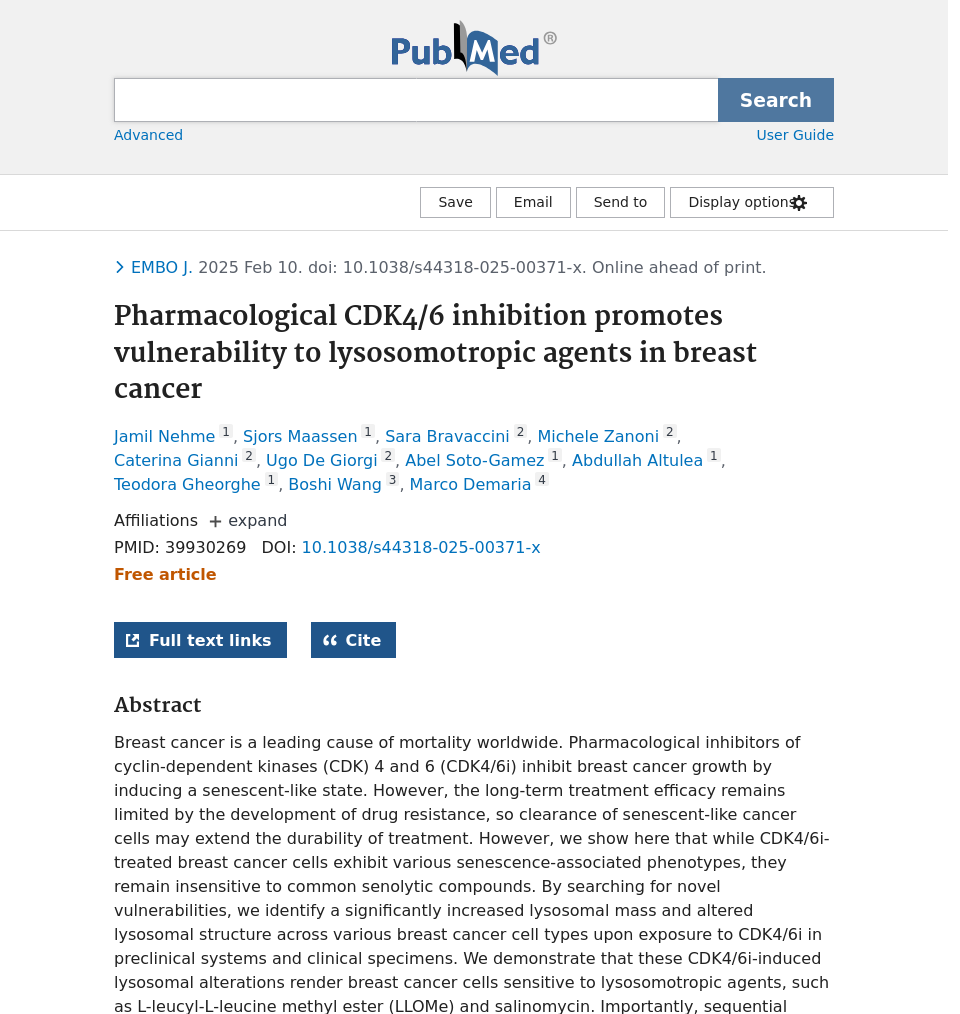 PubMed®
Search
Advanced
User Guide
Save
Email
Send to
Display options
EMBO J. 2025 Feb 10. doi: 10.1038/s44318-025-00371-x. Online ahead of print.
Pharmacological CDK4/6 inhibition promotes
vulnerability to lysosomotropic agents in breast
cancer
Jamil Nehme 1, Sjors Maassen 1, Sara Bravaccini 2, Michele Zanoni 2,
Caterina Gianni 2, Ugo De Giorgi 2, Abel Soto-Gamez 1, Abdullah Altulea 1,
Teodora Gheorghe 1, Boshi Wang 3, Marco Demaria 4
Affiliations + expand
PMID: 39930269 DOI: 10.1038/s44318-025-00371-x
Free article
Full text links
Cite
Abstract
Breast cancer is a leading cause of mortality worldwide. Pharmacological inhibitors of
cyclin-dependent kinases (CDK) 4 and 6 (CDK4/6i) inhibit breast cancer growth by
inducing a senescent-like state. However, the long-term treatment efficacy remains
limited by the development of drug resistance, so clearance of senescent-like cancer
cells may extend the durability of treatment. However, we show here that while CDK4/6i-
treated breast cancer cells exhibit various senescence-associated phenotypes, they
remain insensitive to common senolytic compounds. By searching for novel
vulnerabilities, we identify a significantly increased lysosomal mass and altered
lysosomal structure across various breast cancer cell types upon exposure to CDK4/6i in
preclinical systems and clinical specimens. We demonstrate that these CDK4/6i-induced
lysosomal alterations render breast cancer cells sensitive to lysosomotropic agents, such
as L-leucyl-L-leucine methyl ester (LLOMe) and salinomycin. Importantly, sequential